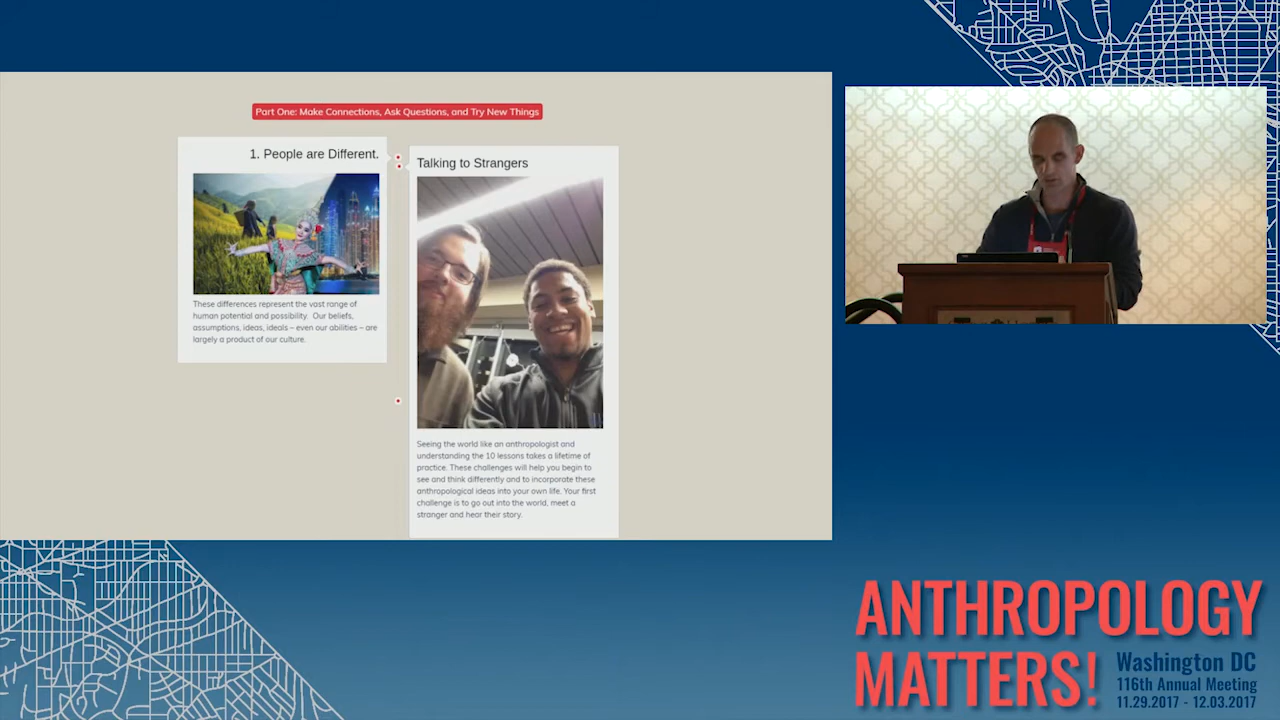 Part One: Make Connections, Ask Questions, and Try New Things
1. People are Different.
These differences represent the vast range of
human potential and possibility.  Our beliefs,
assumptions, ideas, ideals – even our abilities – are
largely a product of our culture.
Talking to Strangers
Seeing the world like an anthropologist and
understanding the 10 lessons takes a lifetime of
practice. These challenges will help you begin to
see and think differently and to incorporate these
anthropological ideas into your own life. Your first
challenge is to go out into the world, meet a
stranger and hear their story.
ANTHROPOLOGY
MATTERS!
Washington DC
116th Annual Meeting
11.29.2017 - 12.03.2017